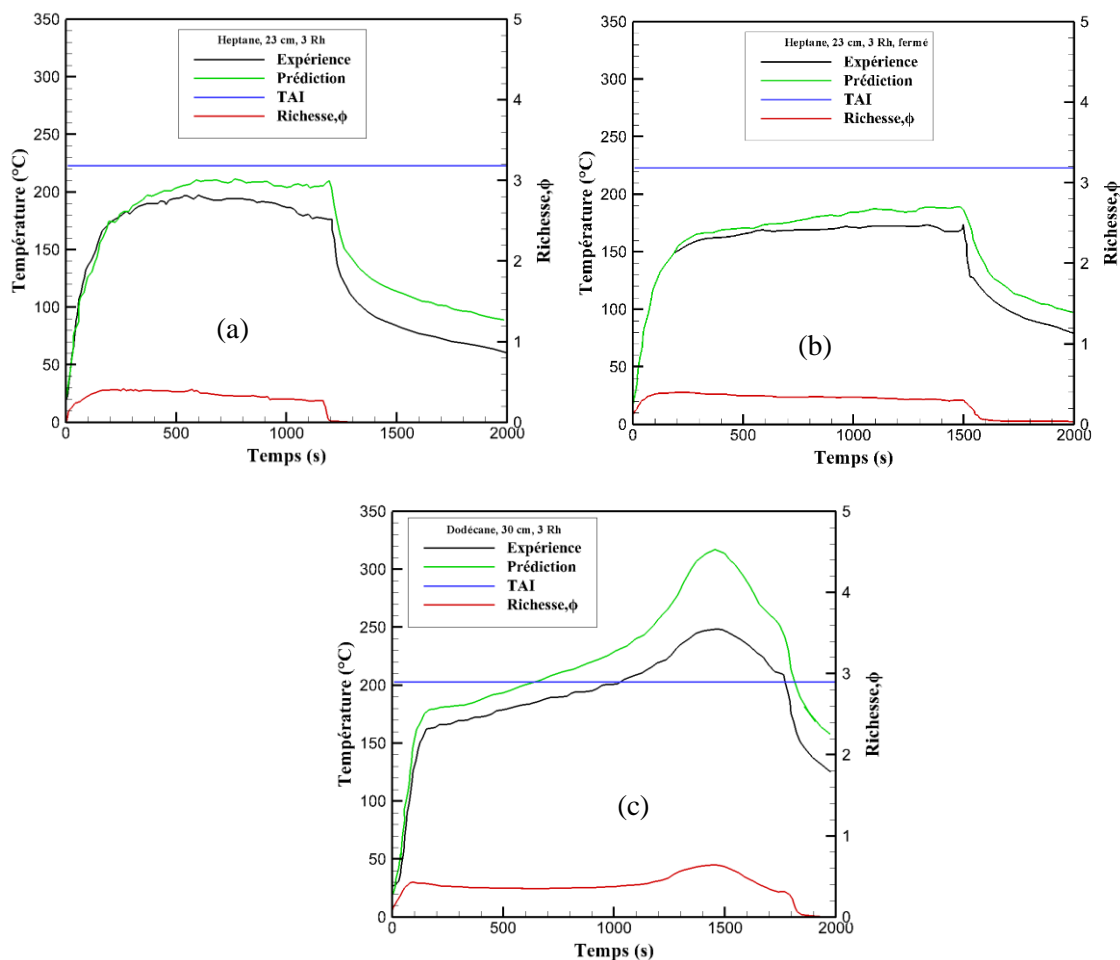 Heptane, 23 cm, 3 Rh
Expérience
Prédiction
TAI
Richesse,ϕ
350
300
250
200
150
100
50
0
Température (°C)
5
4
3
2
1
0
Richesse,ϕ
(a)
0
500
1000
1500
2000
Temps (s)
Heptane, 23 cm, 3 Rh, fermé
Expérience
Prédiction
TAI
Richesse,ϕ
350
300
250
200
150
100
50
0
Température (°C)
5
4
3
2
1
0
Richesse,ϕ
(b)
0
500
1000
1500
2000
Temps (s)
Dodécane, 30 cm, 3 Rh
Expérience
Prédiction
TAI
Richesse,ϕ
350
300
250
200
150
100
50
0
Température (°C)
5
4
3
2
1
0
Richesse,ϕ
(c)
0
500
1000
1500
2000
Temps (s)